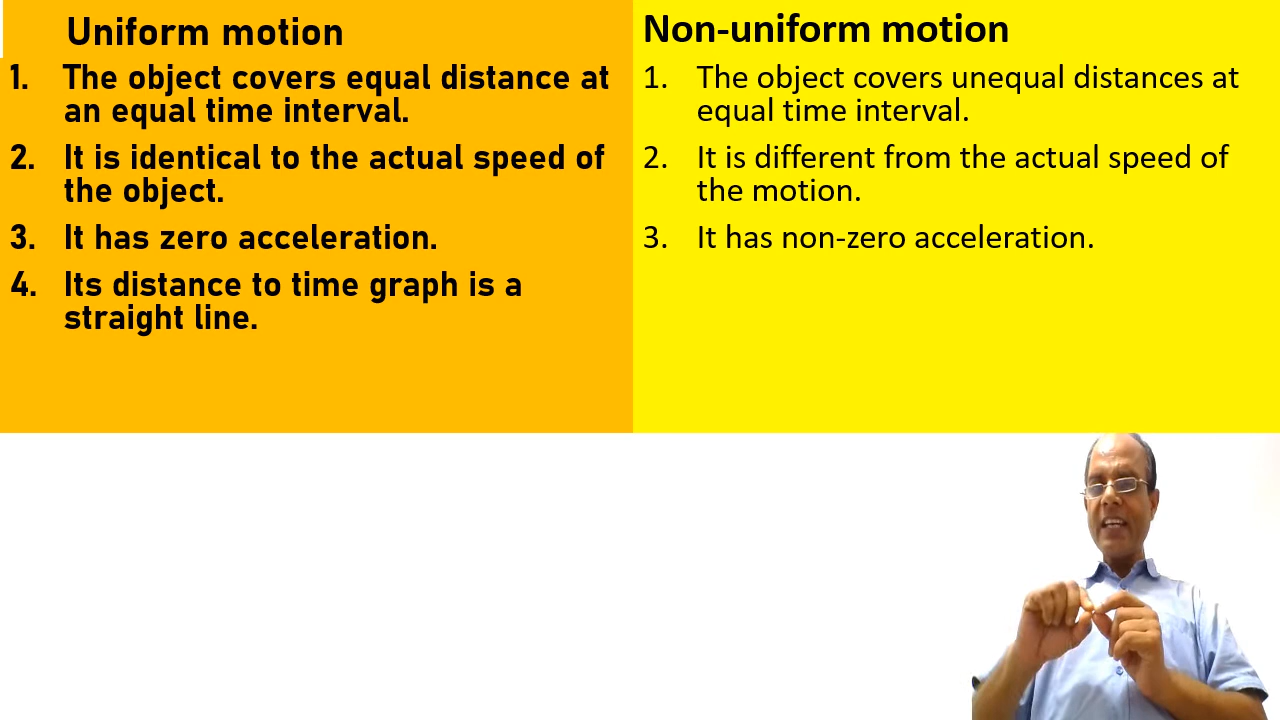 Uniform motion
1. The object covers equal distance at
an equal time interval.
2. It is identical to the actual speed of
the object.
3. It has zero acceleration.
4. Its distance to time graph is a
straight line.
Non-uniform motion
1. The object covers unequal distances at
equal time interval.
2. It is different from the actual speed of
the motion.
3. It has non-zero acceleration.